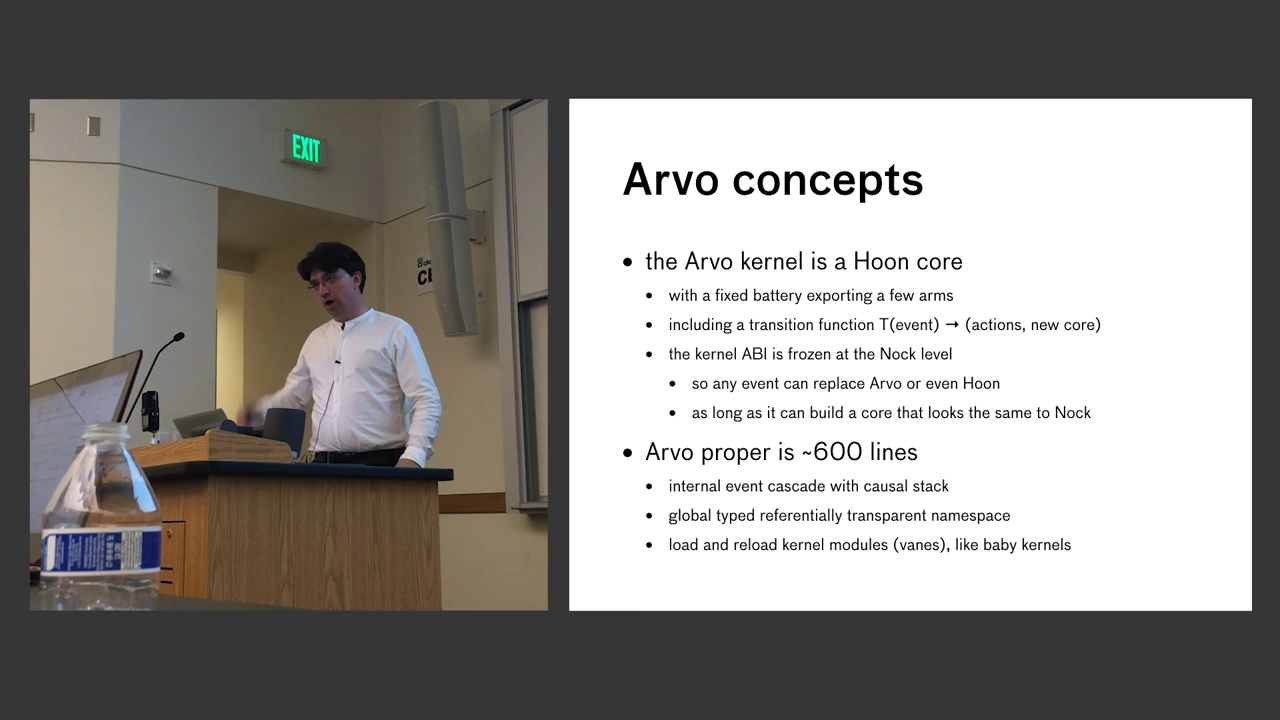 EXIT
Arvo concepts
• the Arvo kernel is a Hoon core
• with a fixed battery exporting a few arms
• including a transition function T(event) → (actions, new core)
• the kernel ABI is frozen at the Nock level
• so any event can replace Arvo or even Hoon
• as long as it can build a core that looks the same to Nock
• Arvo proper is ~600 lines
• internal event cascade with causal stack
• global typed referentially transparent namespace
• load and reload kernel modules (vanes), like baby kernels